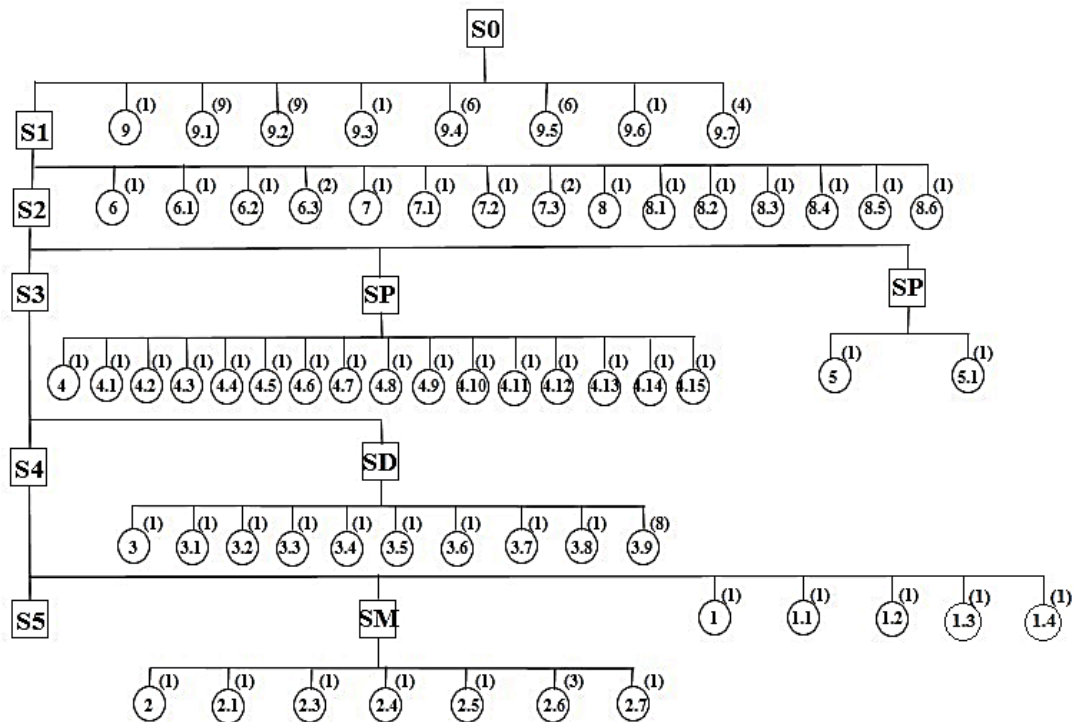 S0
(1) (9) (9) (1) (6) (6) (1) (4)
S1 9 9.1 9.2 9.3 9.4 9.5 9.6 9.7
(1) (1) (1) (2) (1) (1) (1) (2) (1) (1) (1) (1) (1) (1) (1)
S2 6 6.1 6.2 6.3 7 7.1 7.2 7.3 8 8.1 8.2 8.3 8.4 8.5 8.6
S3 SP SP
(1) (1) (1) (1) (1) (1) (1) (1) (1) (1) (1) (1) (1) (1) (1) (1) (1) (1)
4 4.1 4.2 4.3 4.4 4.5 4.6 4.7 4.8 4.9 4.10 4.11 4.12 4.13 4.14 4.15 5 5.1
S4 SD
(1) (1) (1) (1) (1) (1) (1) (1) (1) (8)
3 3.1 3.2 3.3 3.4 3.5 3.6 3.7 3.8 3.9
(1) (1) (1) (1) (1)
S5 SM 1 1.1 1.2 1.3 1.4
(1) (1) (1) (1) (1) (3) (1)
2 2.1 2.3 2.4 2.5 2.6 2.7